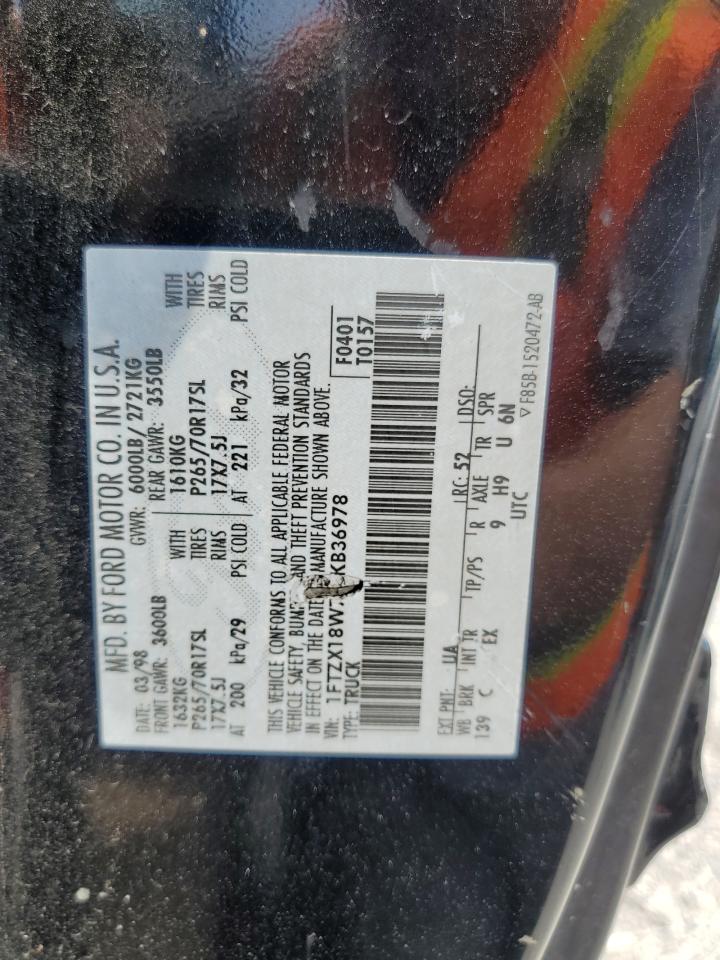 MFD. BY FORD MOTOR CO. IN U.S.A.
DATE: 03/98 GVWR: 6000LB/ 2721KG
FRONT GAWR: 3600LB REAR GAWR: 3550LB
1632KG WITH 1610KG WITH
P265/70R17SL TIRES P265/70R17SL TIRES
17X7.5J RIMS 17X7.5J RIMS
AT 200 kPa/29 PSI COLD AT 221 kPa/32 PSI COLD
THIS VEHICLE CONFORMS TO ALL APPLICABLE FEDERAL MOTOR
VEHICLE SAFETY, AND THEFT PREVENTION STANDARDS
IN EFFECT ON THE DATE MANUFACTURE SHOWN ABOVE.
VIN: 1FTZX18W KB36978 F0401
TYPE: TRUCK T0157
EXT PNT: UA RC: 52 DSO:
WB BRK INT TR TP/PS R AXLE TR SPR
139 C EX 9 H9 U 6N
UTC
▽ F85B-1520472-AB